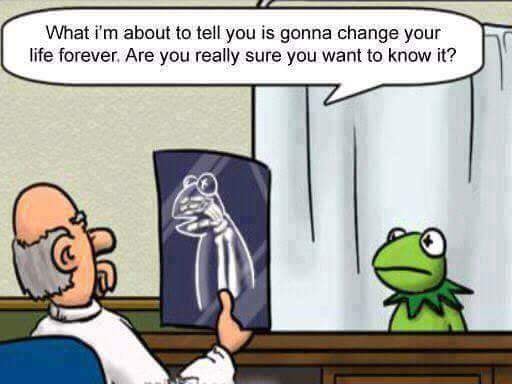 What i'm about to tell you is gonna change your
life forever. Are you really sure you want to know it?